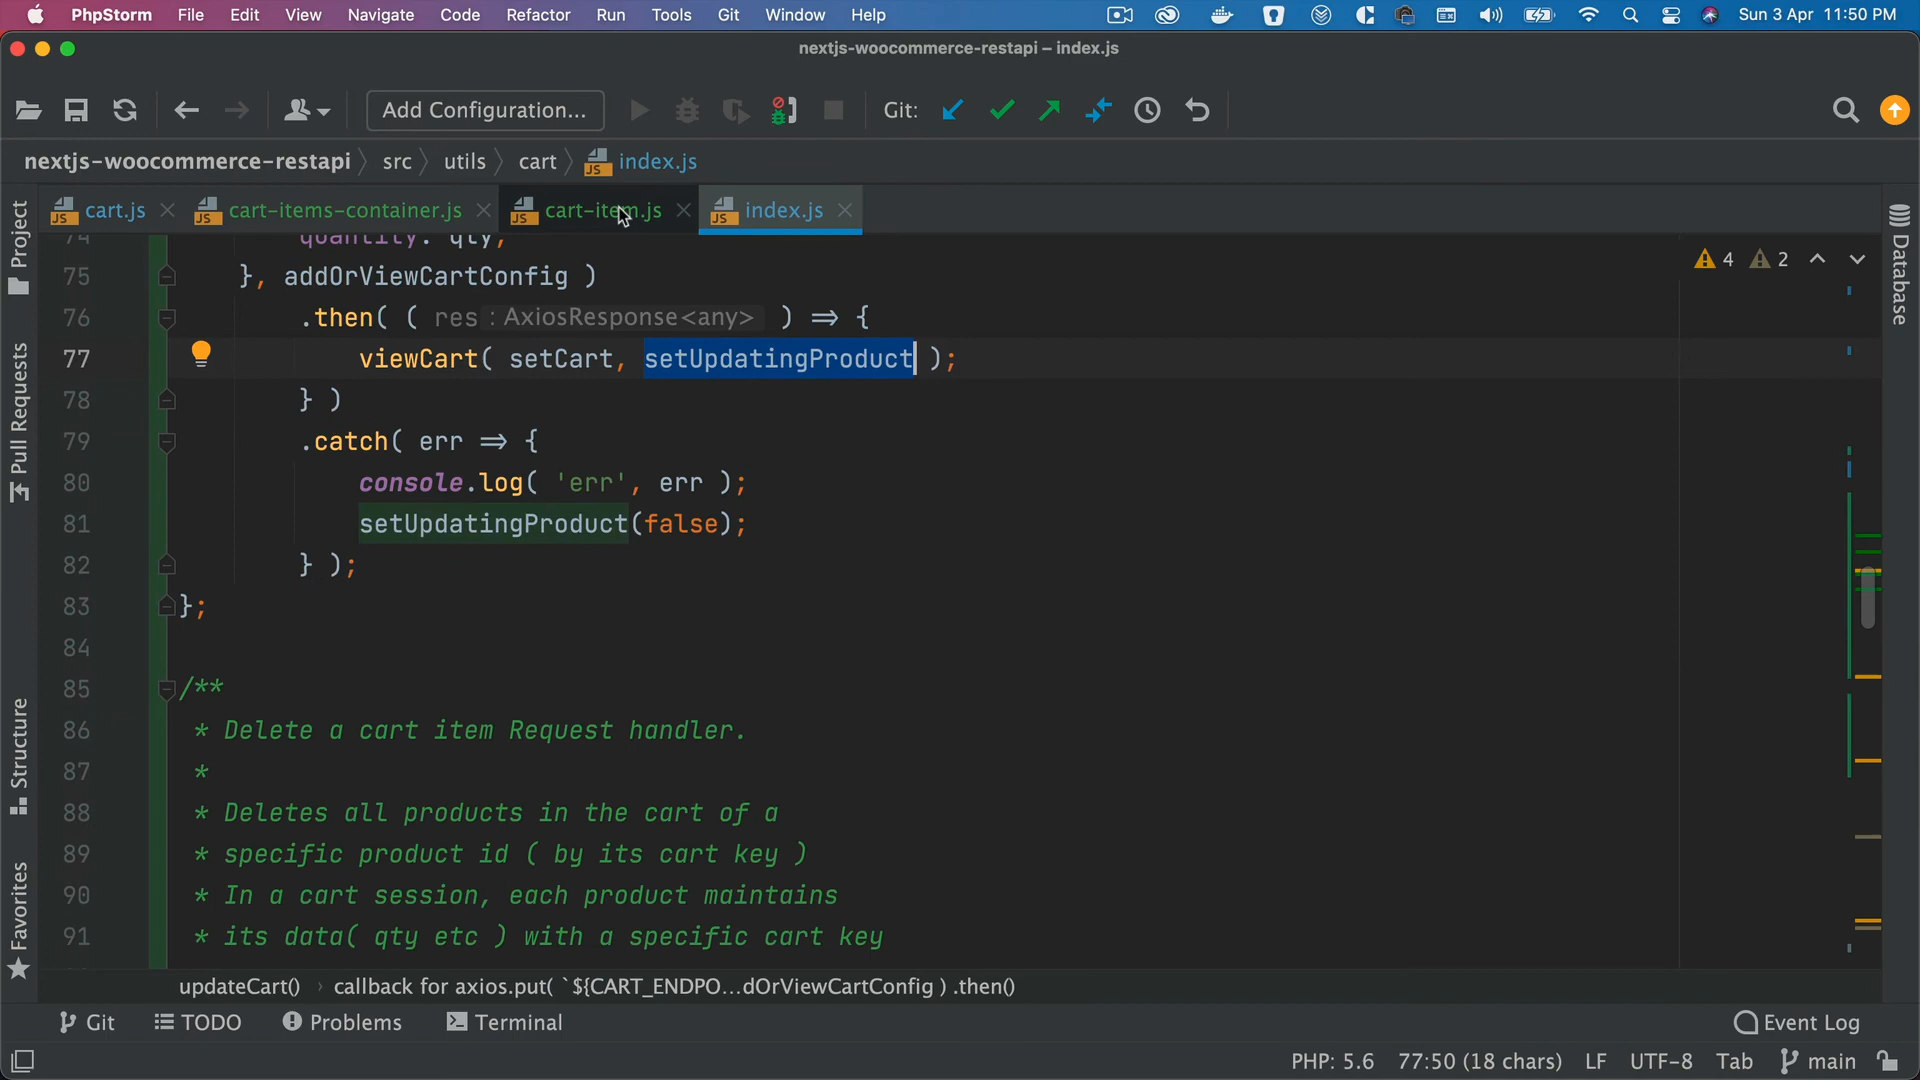 PhpStorm File Edit View Navigate Code Refactor Run Tools Git Window Help Sun 3 Apr 11:50 PM
nextjs-woocommerce-restapi – index.js
Add Configuration... Git:
nextjs-woocommerce-restapi src utils cart index.js
cart.js cart-items-container.js cart-item.js index.js
74 quantity: qty,
75 }, addOrViewCartConfig )
76 .then( ( res : AxiosResponse<any> ) ⇒ {
77 viewCart( setCart, setUpdatingProduct );
78 } )
79 .catch( err ⇒ {
80 console.log( 'err', err );
81 setUpdatingProduct(false);
82 } );
83 };
84
85 /**
86 * Delete a cart item Request handler.
87 *
88 * Deletes all products in the cart of a
89 * specific product id ( by its cart key )
90 * In a cart session, each product maintains
91 * its data( qty etc ) with a specific cart key
4 2
Project
Pull Requests
Structure
Favorites
Database
updateCart() › callback for axios.put( `${CART_ENDPO...dOrViewCartConfig ) .then()
Git TODO Problems Terminal Event Log
PHP: 5.6 77:50 (18 chars) LF UTF-8 Tab main